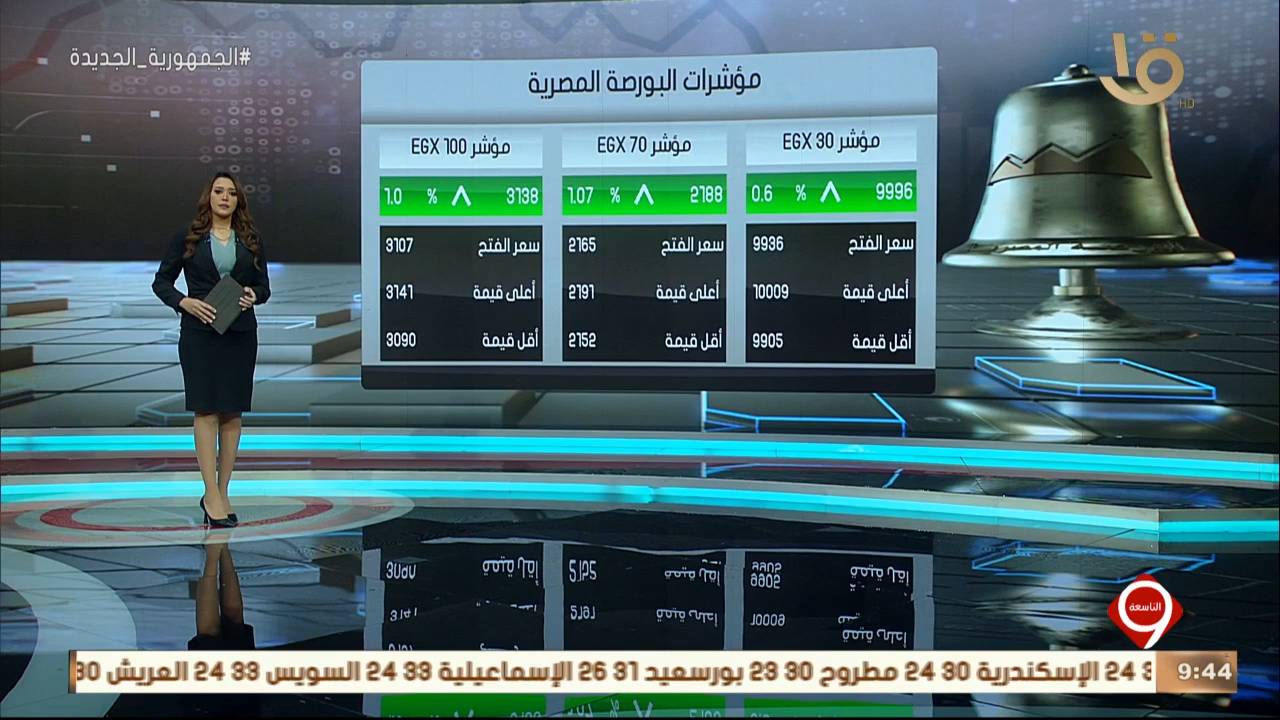 #الجمهورية_الجديدة
HD
مؤشرات البورصة المصرية
مؤشر EGX 30
9996 % 0.6
سعر الفتح 9936
أعلى قيمة 10009
أقل قيمة 9905
مؤشر EGX 70
2188 % 1.07
سعر الفتح 2165
أعلى قيمة 2191
أقل قيمة 2152
مؤشر EGX 100
3138 % 1.0
سعر الفتح 3107
أعلى قيمة 3141
أقل قيمة 3090
التاسعة
9
24 الإسكندرية 30 24 مطروح 30 23 بورسعيد 31 26 الإسماعيلية 33 24 السويس 33 24 العريش 30
9:44